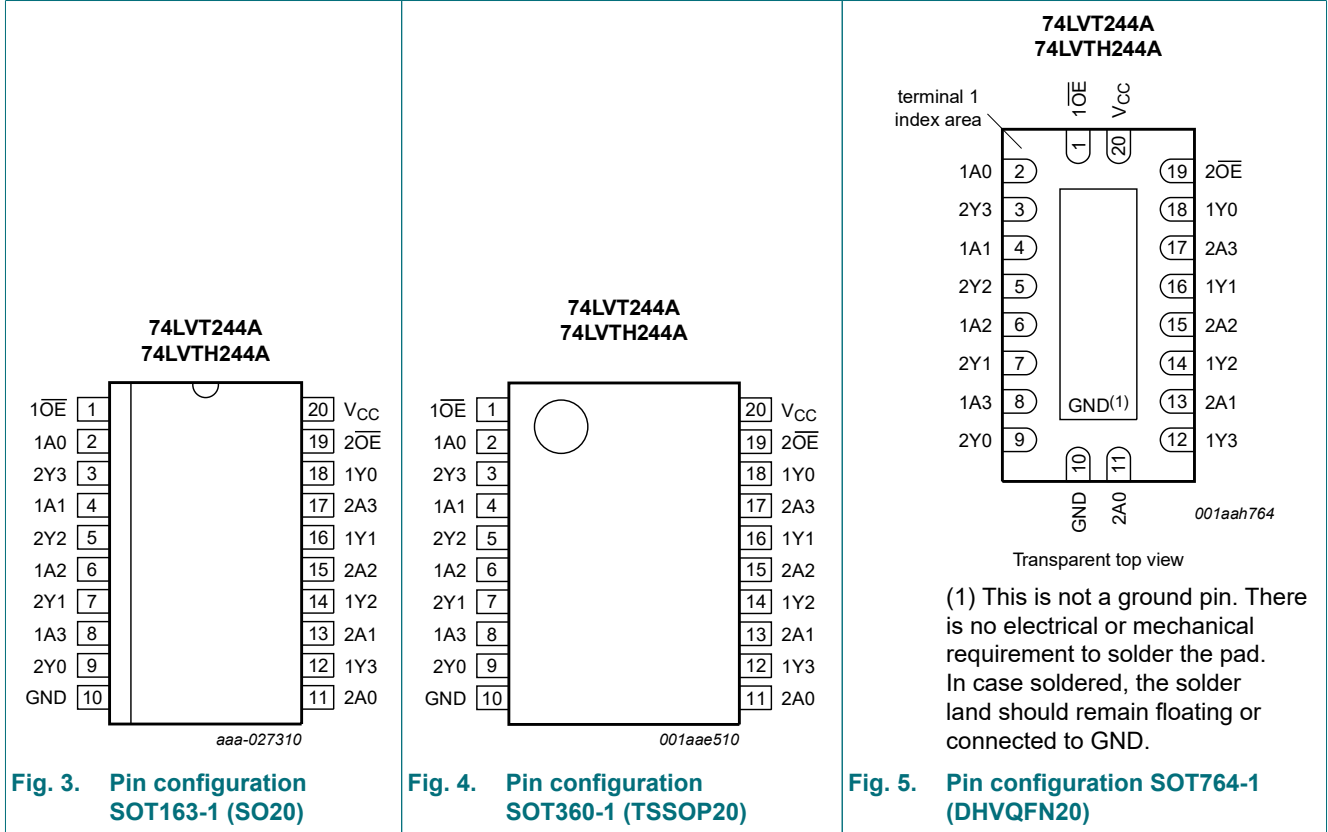 74LVT244A
74LVTH244A
1O̅E̅ 1
1A0 2
2Y3 3
1A1 4
2Y2 5
1A2 6
2Y1 7
1A3 8
2Y0 9
GND 10
20 VCC
19 2O̅E̅
18 1Y0
17 2A3
16 1Y1
15 2A2
14 1Y2
13 2A1
12 1Y3
11 2A0
aaa-027310
Fig. 3. Pin configuration
SOT163-1 (SO20)
74LVT244A
74LVTH244A
1O̅E̅ 1
1A0 2
2Y3 3
1A1 4
2Y2 5
1A2 6
2Y1 7
1A3 8
2Y0 9
GND 10
20 VCC
19 2O̅E̅
18 1Y0
17 2A3
16 1Y1
15 2A2
14 1Y2
13 2A1
12 1Y3
11 2A0
001aae510
Fig. 4. Pin configuration
SOT360-1 (TSSOP20)
74LVT244A
74LVTH244A
terminal 1
index area
1O̅E̅
VCC
1
20
1A0 2
2Y3 3
1A1 4
2Y2 5
1A2 6
2Y1 7
1A3 8
2Y0 9
19 2O̅E̅
18 1Y0
17 2A3
16 1Y1
15 2A2
14 1Y2
13 2A1
12 1Y3
GND(1)
10
11
GND
2A0
001aah764
Transparent top view
(1) This is not a ground pin. There
is no electrical or mechanical
requirement to solder the pad.
In case soldered, the solder
land should remain floating or
connected to GND.
Fig. 5. Pin configuration SOT764-1
(DHVQFN20)